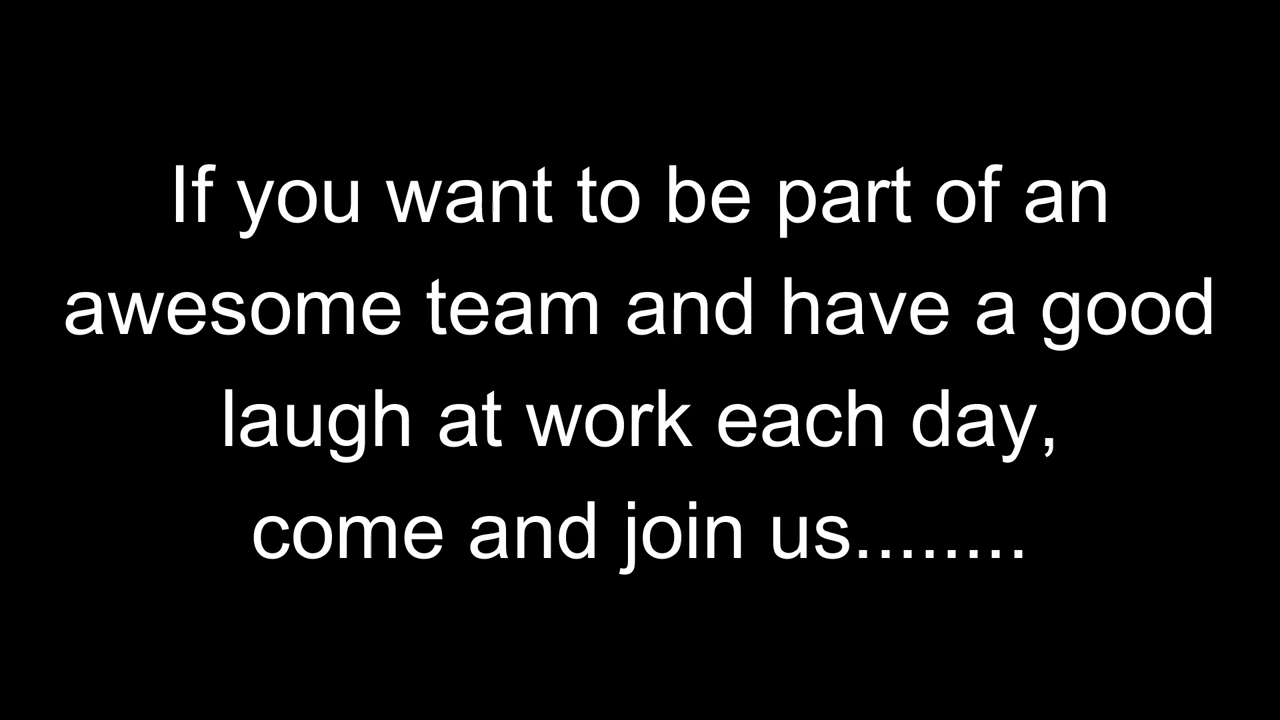 If you want to be part of an
awesome team and have a good
laugh at work each day,
come and join us........